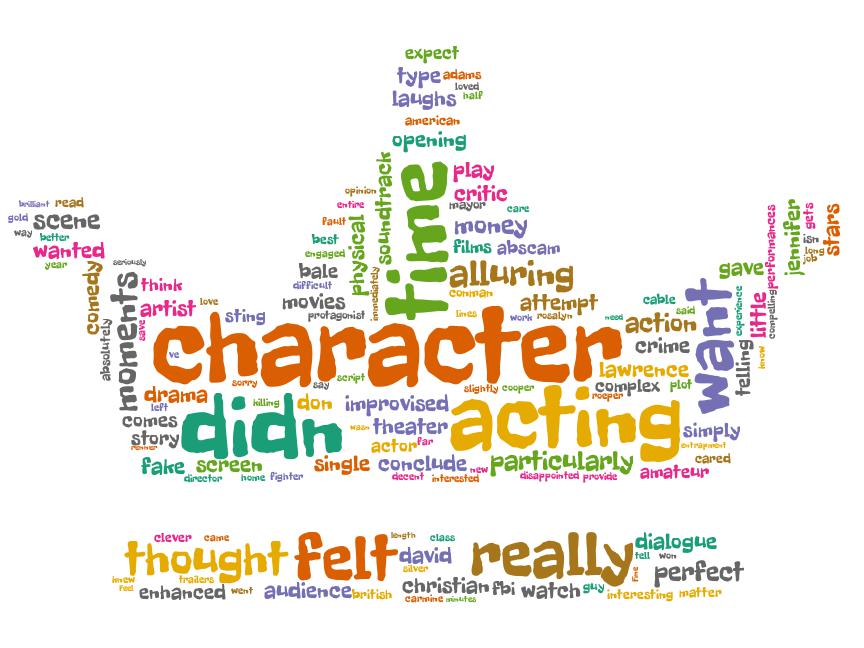 expect
type adams
loved
laughs half
american
opening
soundtrack
time
play
critic
opinion
entire
fault
best
engaged
physical
mayor care
money
films abscam
bale
difficult
immediately
alluring
conman
movies
protagonist
lines
attempt
work rosalyn need
brilliant read
gold scene
way better
wanted
year
comedy
seriously
moments
think
artist love
save
sting
absolutely
character
ve
stars
gets
jennifer
isn
long
job
performances
gave
compelling
little
experience
want
cable
said
action
crime
telling
know
lawrence
sorry say script
slightly cooper
complex plot
roeper
drama
left
killing don improvised
didn
acting
comes
story
renner
wasn theater
actor far
simply
entrapment
cared
fake screen
director home fighter
single conclude new
decent interested
particularly
disappointed provide
amateur
clever came
length class
thought felt
david
silver
really
dialogue
tell won
fine
perfect
knew
feel
trailers
enhanced went audience british
christian fbi watch guy
carmine minutes
interesting matter